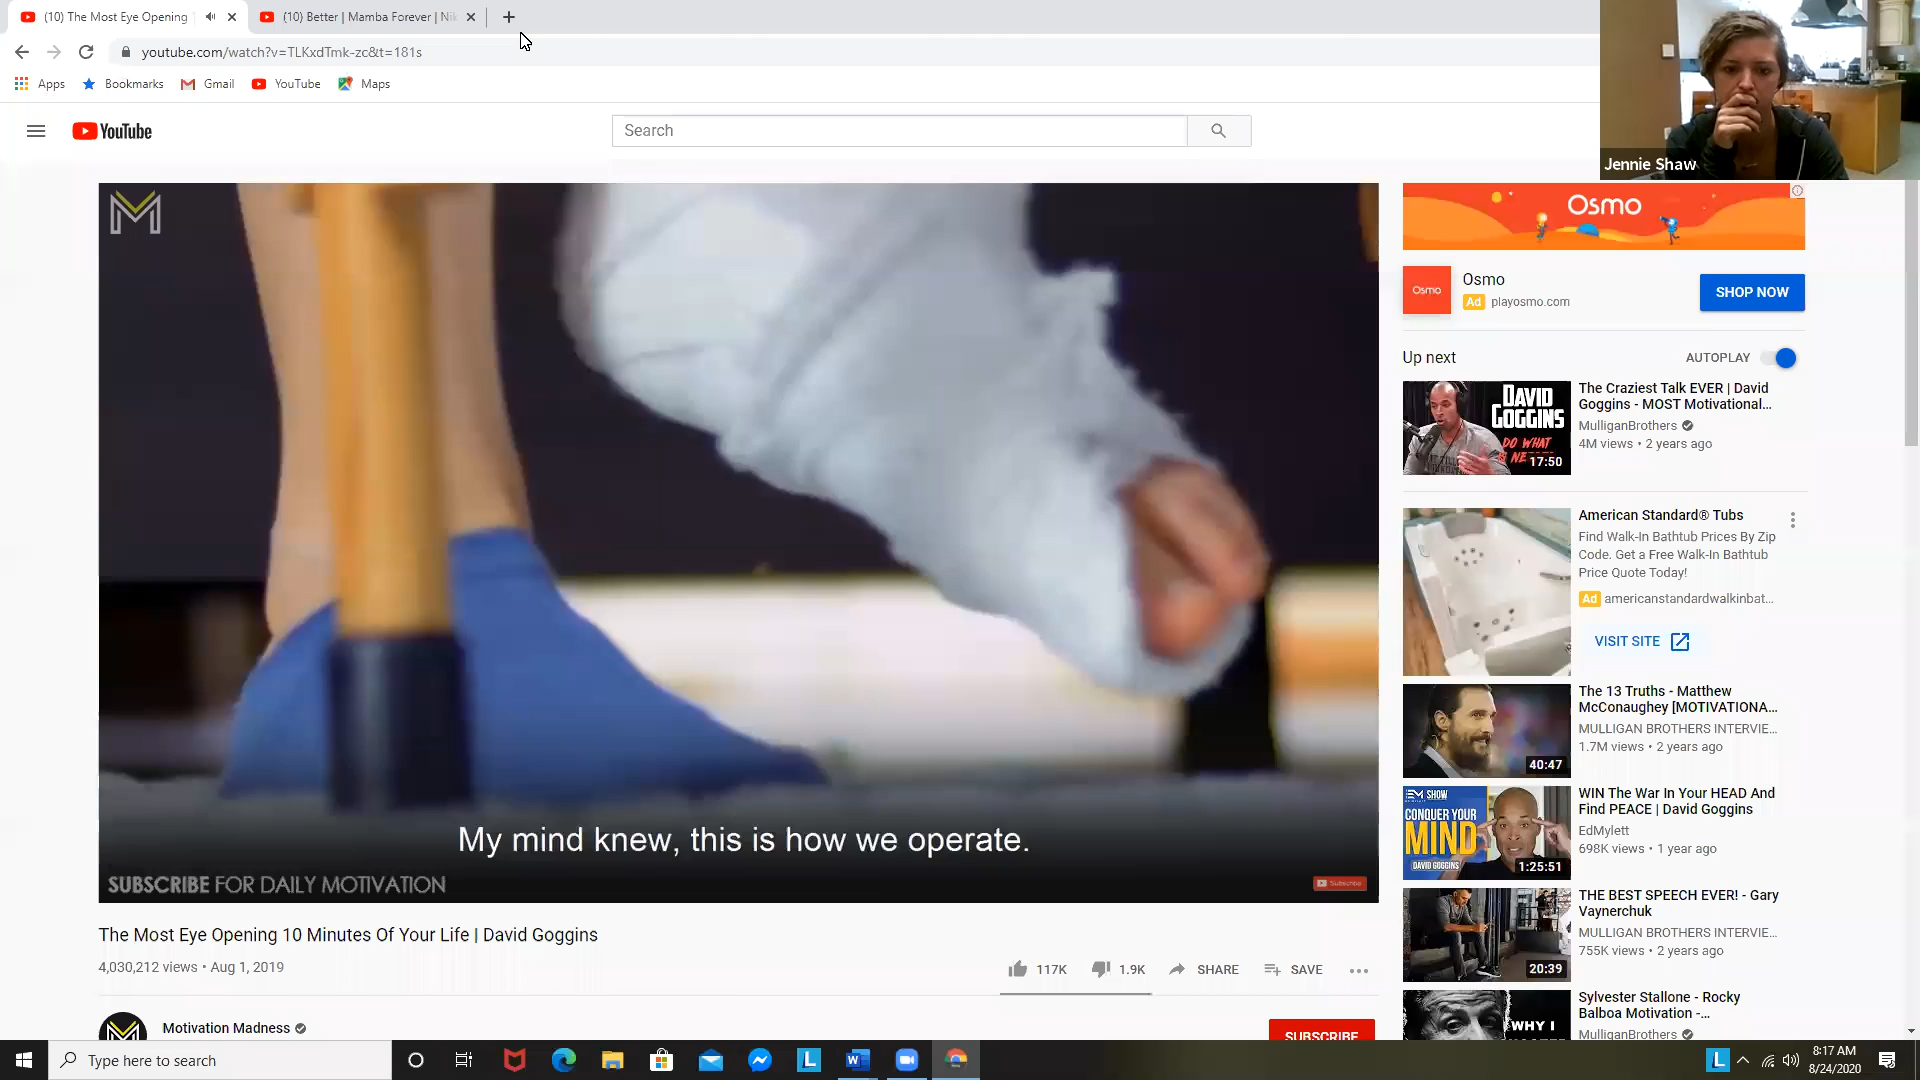 (10) The Most Eye Opening
(10) Better | Mamba Forever | Nik
youtube.com/watch?v=TLKxdTmk-zc&t=181s
Apps
Bookmarks
Gmail
YouTube
Maps
YouTube
Search
Jennie Shaw
M
My mind knew, this is how we operate.
SUBSCRIBE FOR DAILY MOTIVATION
Subscribe
The Most Eye Opening 10 Minutes Of Your Life | David Goggins
4,030,212 views • Aug 1, 2019
117K
1.9K
SHARE
SAVE
Motivation Madness
SUBSCRIBE
Osmo
Osmo
Osmo
Ad playosmo.com
SHOP NOW
Up next
AUTOPLAY
DAVID
GOGGINS
DO WHAT
17:50
The Craziest Talk EVER | David
Goggins - MOST Motivational...
MulliganBrothers
4M views • 2 years ago
American Standard® Tubs
Find Walk-In Bathtub Prices By Zip
Code. Get a Free Walk-In Bathtub
Price Quote Today!
Ad americanstandardwalkinbat...
VISIT SITE
40:47
The 13 Truths - Matthew
McConaughey [MOTIVATIONA...
MULLIGAN BROTHERS INTERVIE...
1.7M views • 2 years ago
EM SHOW
CONQUER YOUR
MIND
DAVID GOGGINS
1:25:51
WIN The War In Your HEAD And
Find PEACE | David Goggins
EdMylett
698K views • 1 year ago
20:39
THE BEST SPEECH EVER! - Gary
Vaynerchuk
MULLIGAN BROTHERS INTERVIE...
755K views • 2 years ago
WHY I
Sylvester Stallone - Rocky
Balboa Motivation -...
MulliganBrothers
Type here to search
L
W
L
8:17 AM
8/24/2020